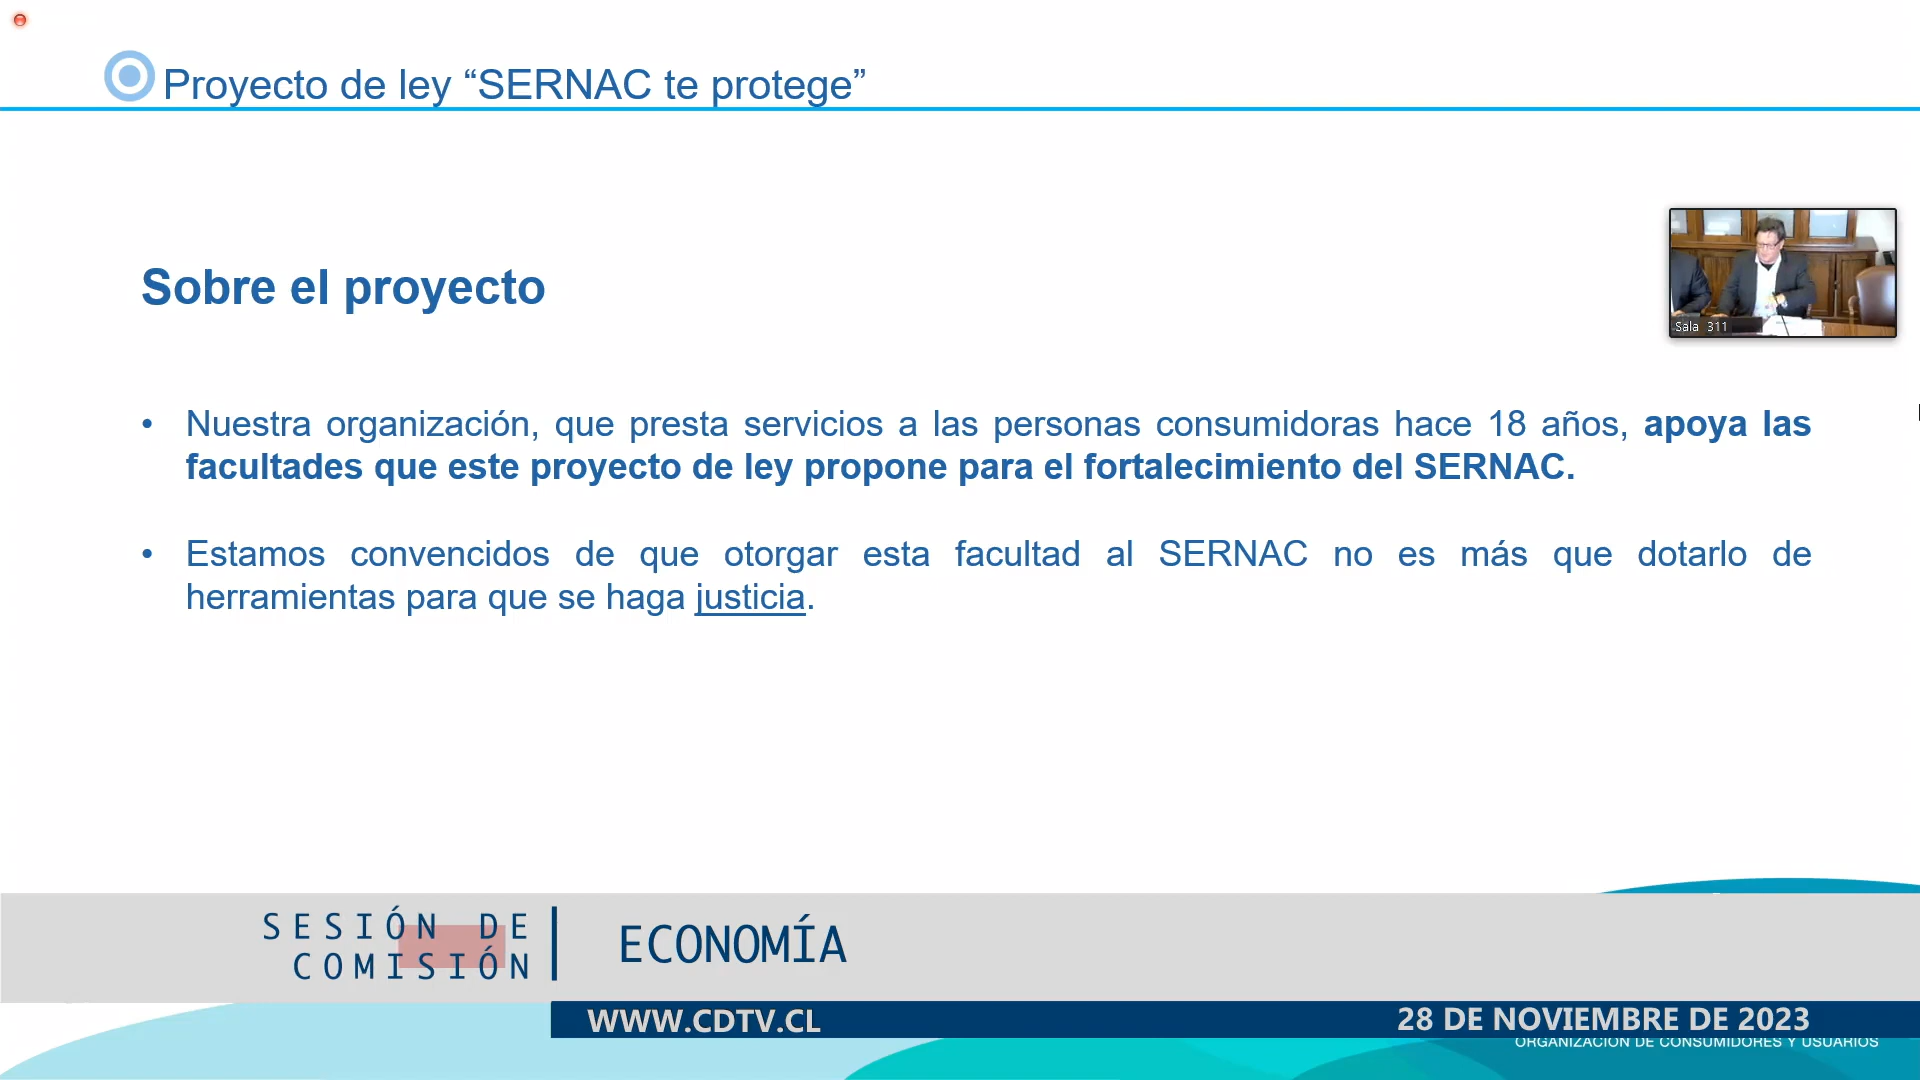 Proyecto de ley “SERNAC te protege”
Sobre el proyecto
Sala 311
• Nuestra organización, que presta servicios a las personas consumidoras hace 18 años, apoya las
facultades que este proyecto de ley propone para el fortalecimiento del SERNAC.
• Estamos convencidos de que otorgar esta facultad al SERNAC no es más que dotarlo de
herramientas para que se haga justicia.
SESIÓN DE
COMISIÓN
ECONOMÍA
WWW.CDTV.CL
28 DE NOVIEMBRE DE 2023
ORGANIZACIÓN DE CONSUMIDORES Y USUARIOS